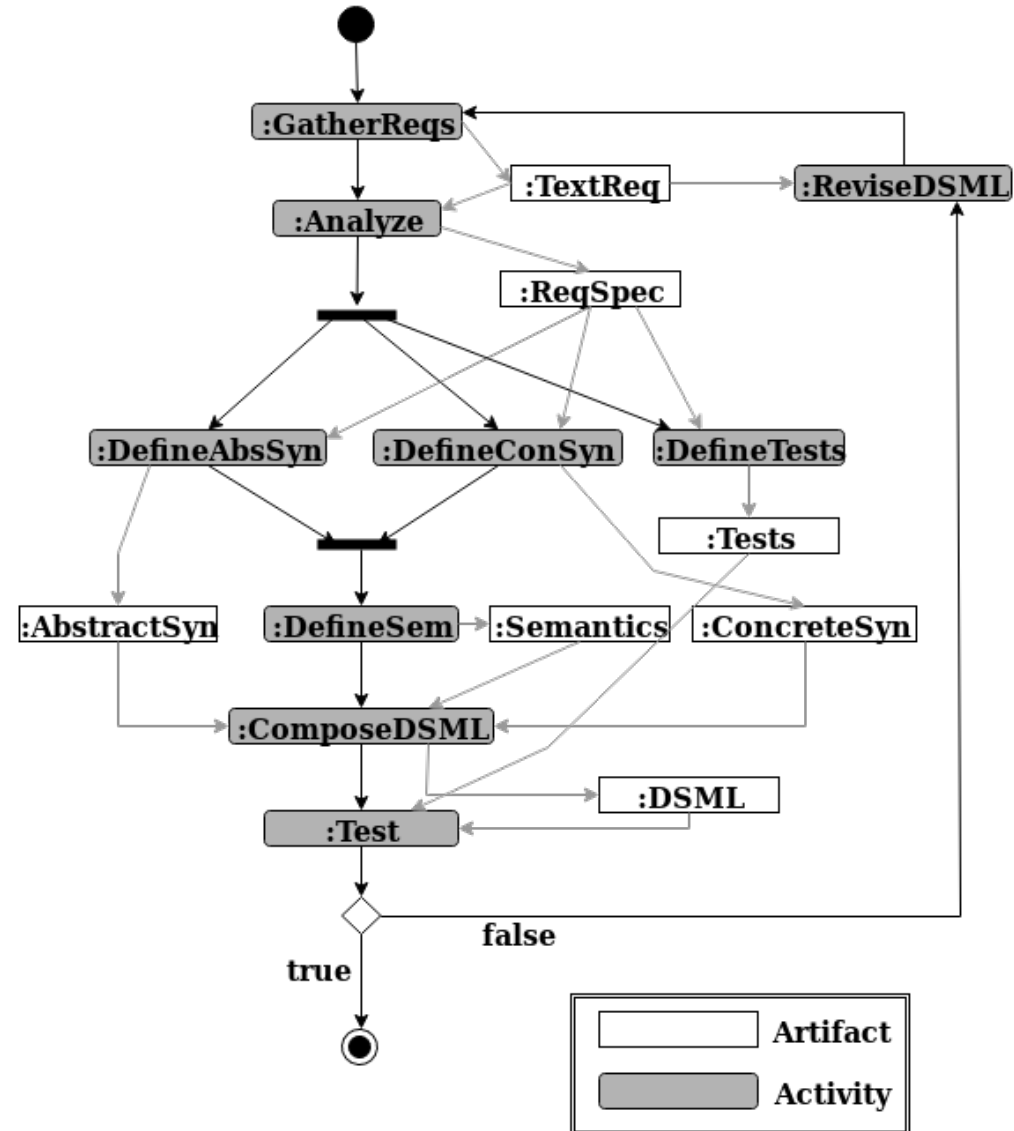 :GatherReqs
:TextReq
:ReviseDSML
:Analyze
:ReqSpec
:DefineAbsSyn
:DefineConSyn
:DefineTests
:Tests
:AbstractSyn
:DefineSem
:Semantics
:ConcreteSyn
:ComposeDSML
:DSML
:Test
false
true
Artifact
Activity